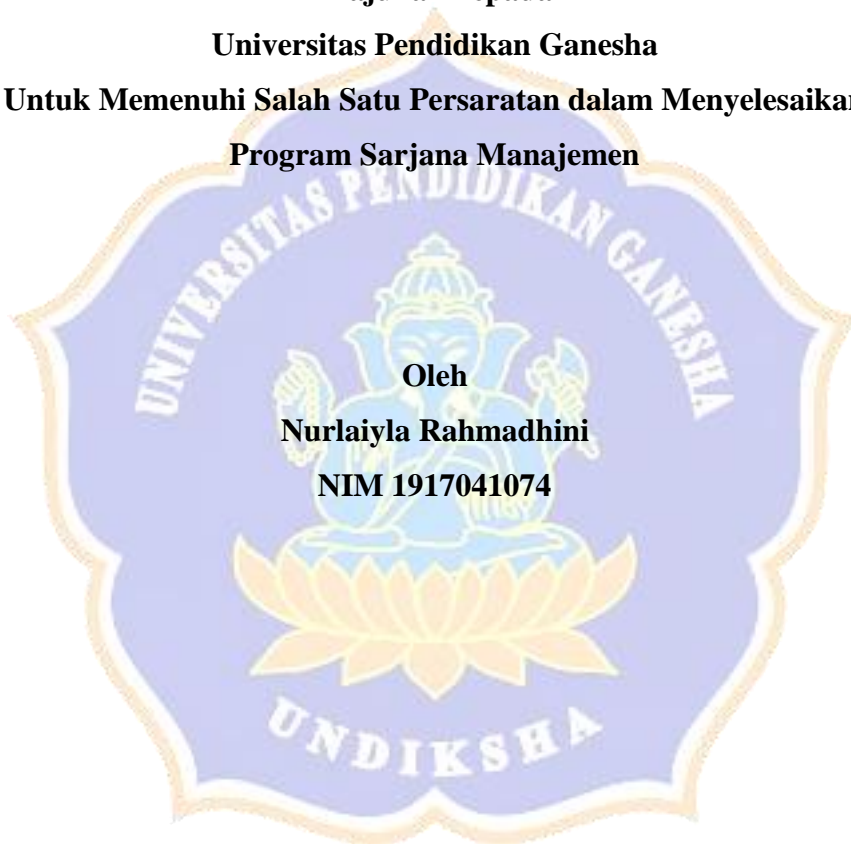 Universitas Pendidikan Ganesha
Untuk Memenuhi Salah Satu Persaratan dalam Menyelesaikan
Program Sarjana Manajemen
UNIVERSITAS PENDIDIKAN GANESHA
Oleh
Nurlaiyla Rahmadhini
NIM 1917041074
UNDIKSHA